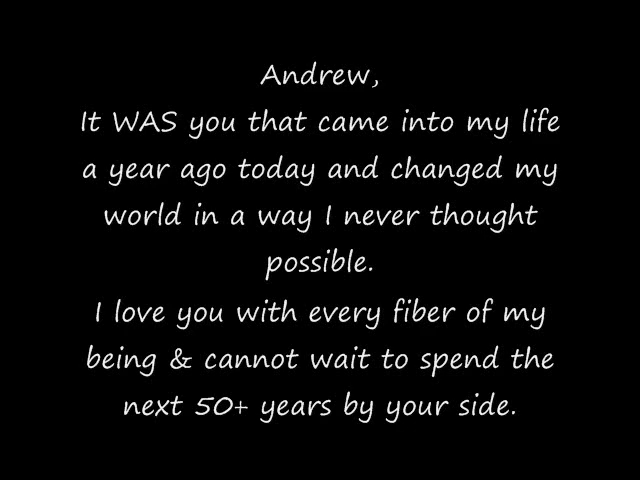 Andrew,
It WAS you that came into my life
a year ago today and changed my
world in a way I never thought
possible.
I love you with every fiber of my
being & cannot wait to spend the
next 50+ years by your side.